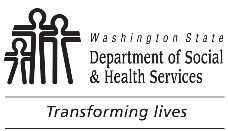 Washington State
Department of Social
& Health Services
Transforming lives